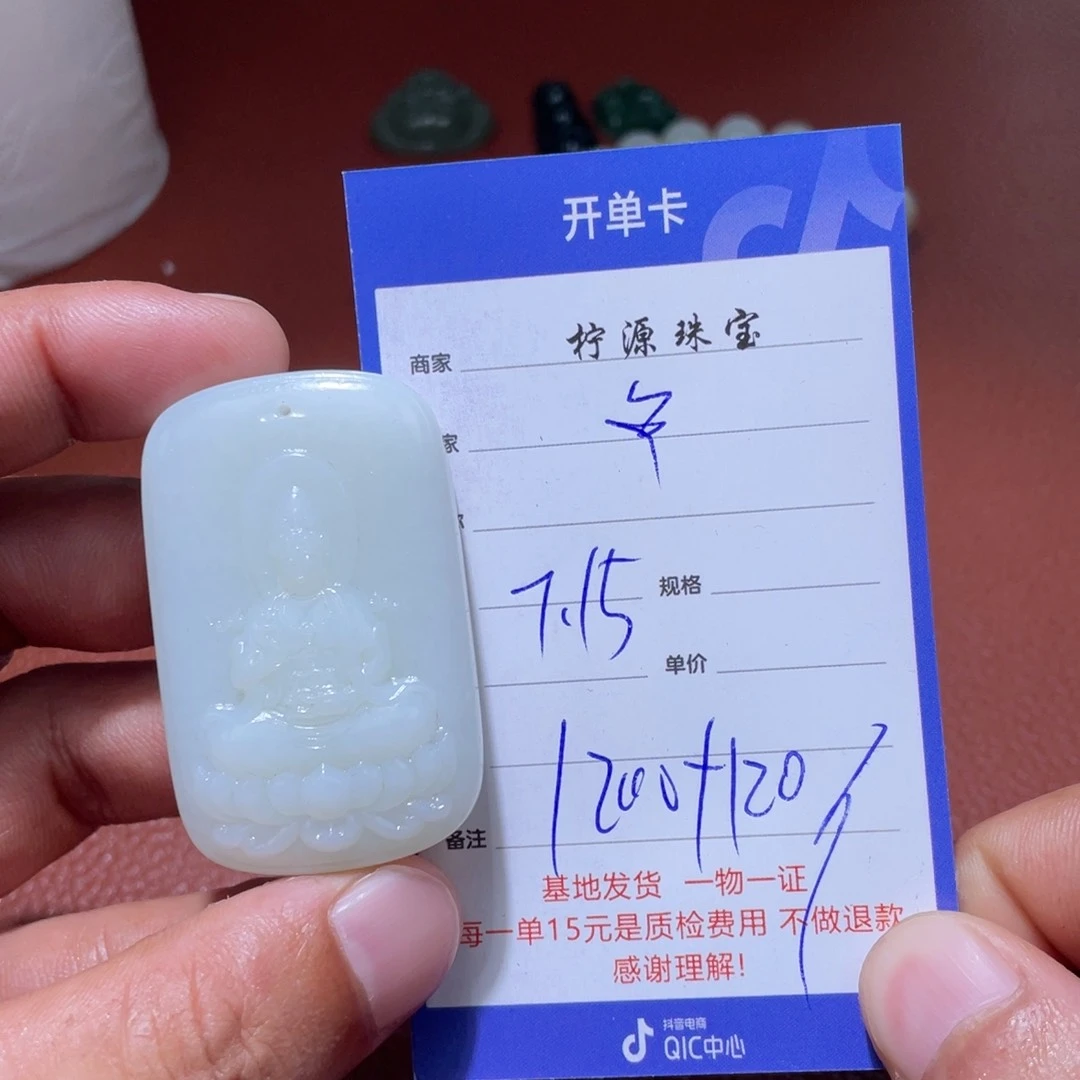 开单卡
商家 柠源珠宝
家
7.15 规格
单价
1200+120
备注
基地发货 一物一证
每一单15元是质检费用 不做退款
感谢理解!
抖音电商
QIC中心